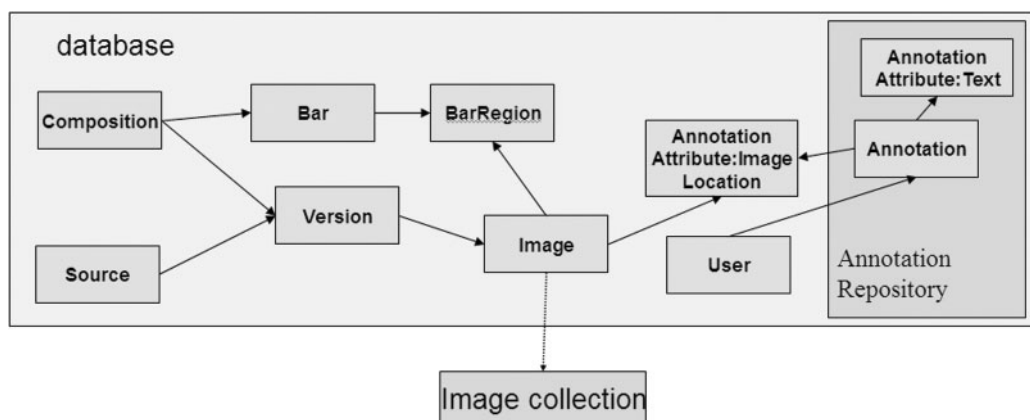 database
Annotation
Attribute:Text
Composition
Bar
BarRegion
Annotation
Attribute:Image
Location
Annotation
Version
Image
User
Source
Annotation
Repository
Image collection